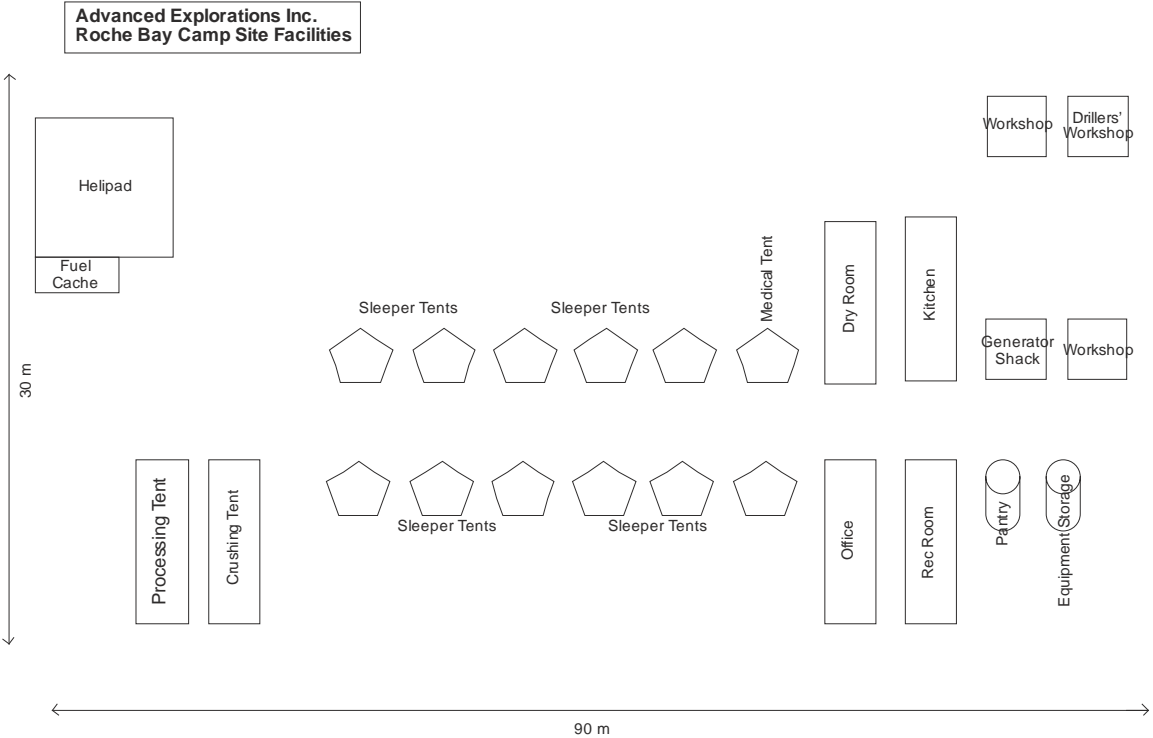 Advanced Explorations Inc.
Roche Bay Camp Site Facilities
Workshop
Drillers’
Workshop
Helipad
Fuel
Cache
Sleeper Tents
Sleeper Tents
Medical Tent
Dry Room
Kitchen
Generator
Shack
Workshop
30 m
Processing Tent
Crushing Tent
Sleeper Tents
Sleeper Tents
Office
Rec Room
Pantry
Equipment Storage
90 m